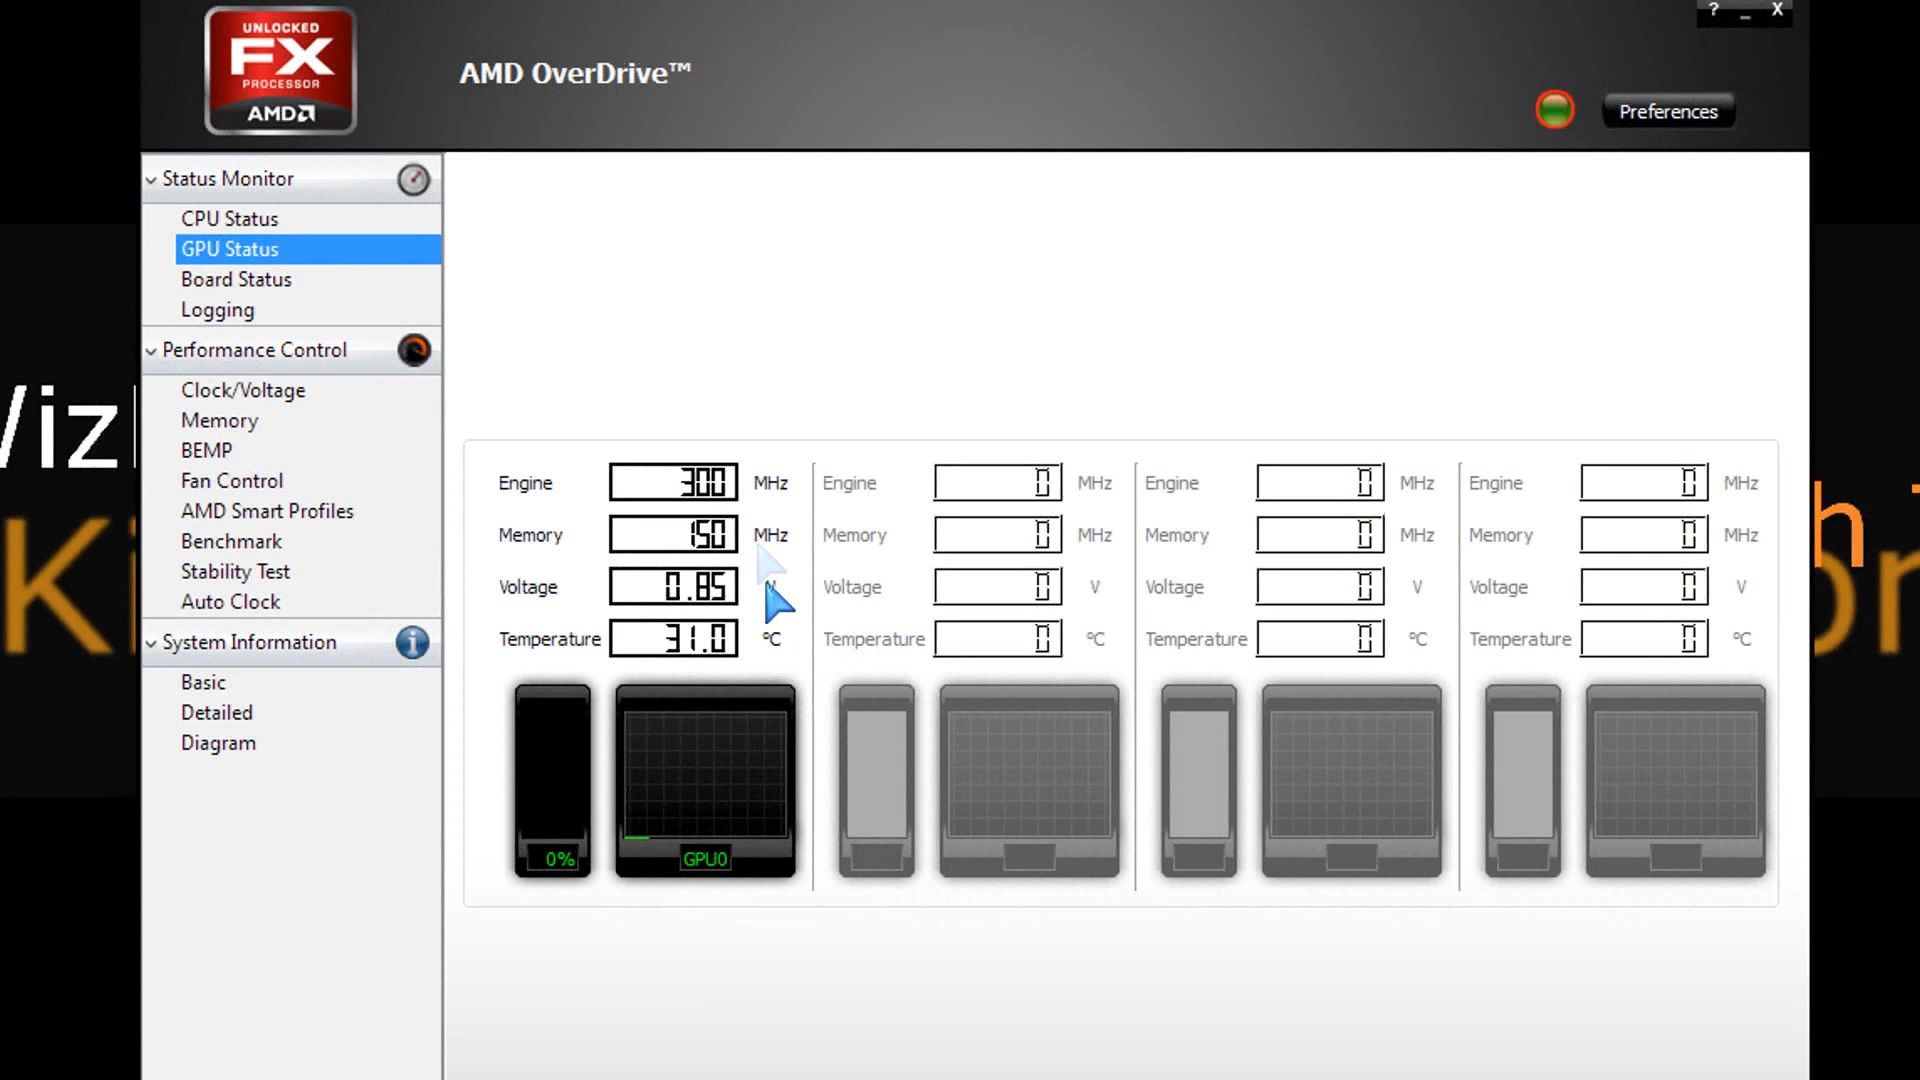 UNLOCKED
FX
PROCESSOR
AMD
AMD OverDrive™
? _ X
Preferences
Status Monitor
CPU Status
GPU Status
Board Status
Logging
Performance Control
Clock/Voltage
Memory
BEMP
Fan Control
AMD Smart Profiles
Benchmark
Stability Test
Auto Clock
System Information
Basic
Detailed
Diagram
Engine 300 MHz Engine 0 MHz Engine 0 MHz Engine 0 MHz
Memory 150 MHz Memory 0 MHz Memory 0 MHz Memory 0 MHz
Voltage 0.85 V Voltage 0 V Voltage 0 V Voltage 0 V
Temperature 31.0 °C Temperature 0 °C Temperature 0 °C Temperature 0 °C
0% GPU0